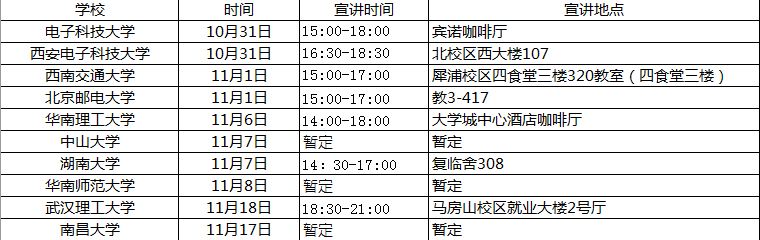 学校 时间 宣讲时间 宣讲地点
电子科技大学 10月31日 15:00-18:00 宾诺咖啡厅
西安电子科技大学 10月31日 16:30-18:30 北校区西大楼107
西南交通大学 11月1日 15:00-17:00 犀浦校区四食堂三楼320教室（四食堂三楼）
北京邮电大学 11月1日 15:00-17:00 教3-417
华南理工大学 11月6日 14:00-18:00 大学城中心酒店咖啡厅
中山大学 11月7日 暂定 暂定
湖南大学 11月7日 14：30-17:00 复临舍308
华南师范大学 11月8日 暂定 暂定
武汉理工大学 11月18日 18:30-21:00 马房山校区就业大楼2号厅
南昌大学 11月17日 暂定 暂定